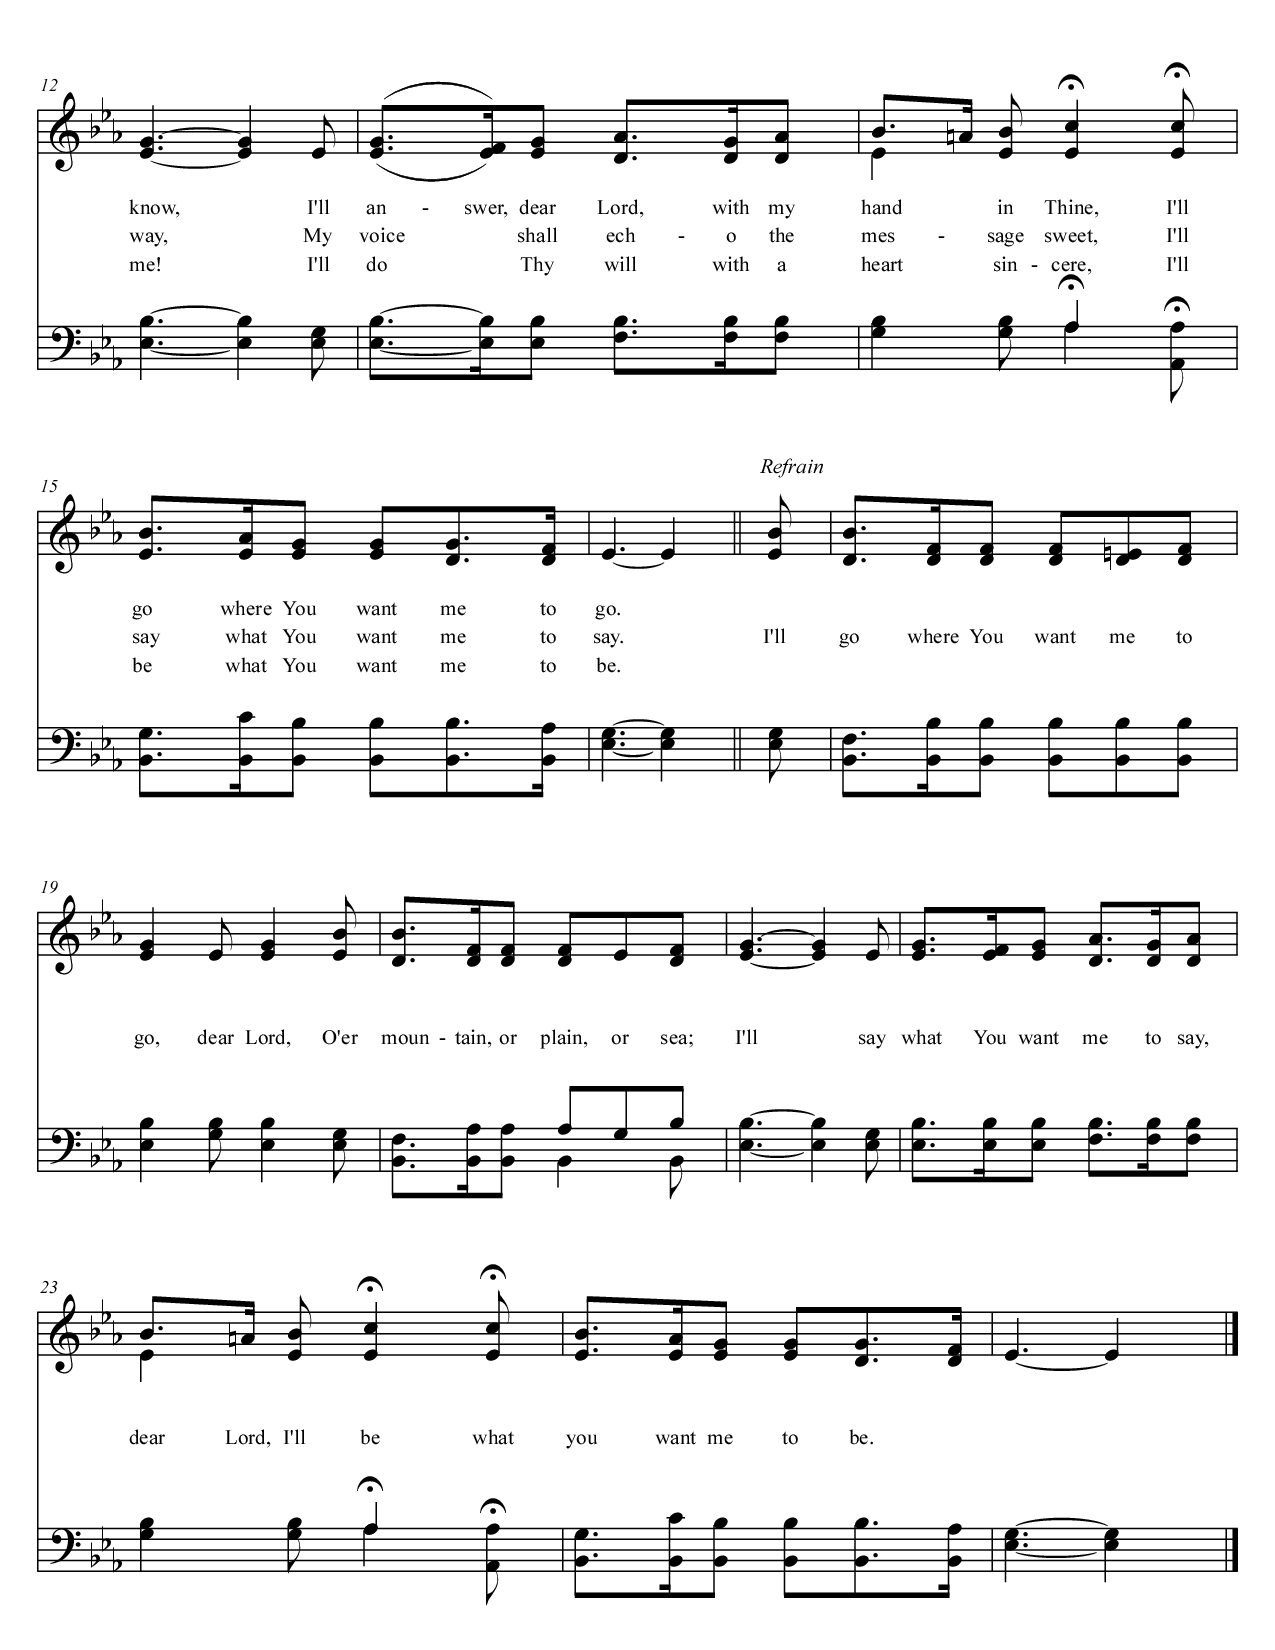 12
know, I'll an - swer, dear Lord, with my hand in Thine, I'll
way, My voice shall ech - o the mes - sage sweet, I'll
me! I'll do Thy will with a heart sin - cere, I'll
Refrain
15
go where You want me to go.
say what You want me to say. I'll go where You want me to
be what You want me to be.
19
go, dear Lord, O'er moun - tain, or plain, or sea; I'll say what You want me to say,
23
dear Lord, I'll be what you want me to be.